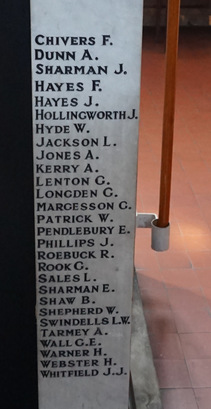 CHIVERS F.
DUNN A.
SHARMAN J.
HAYES F.
HAYES J.
HOLLINGWORTH J.
HYDE W.
JACKSON L.
JONES A.
KERRY A.
LENTON G.
LONGDEN G.
MARGESSON G.
PATRICK W.
PENDLEBURY E.
PHILLIPS J.
ROEBUCK R.
ROOK G.
SALES L.
SHARMAN E.
SHAW B.
SHEPHERD W.
SWINDELLS L.W.
TARMEY A.
WALL G.E.
WARNER H.
WEBSTER H.
WHITFIELD J.J.